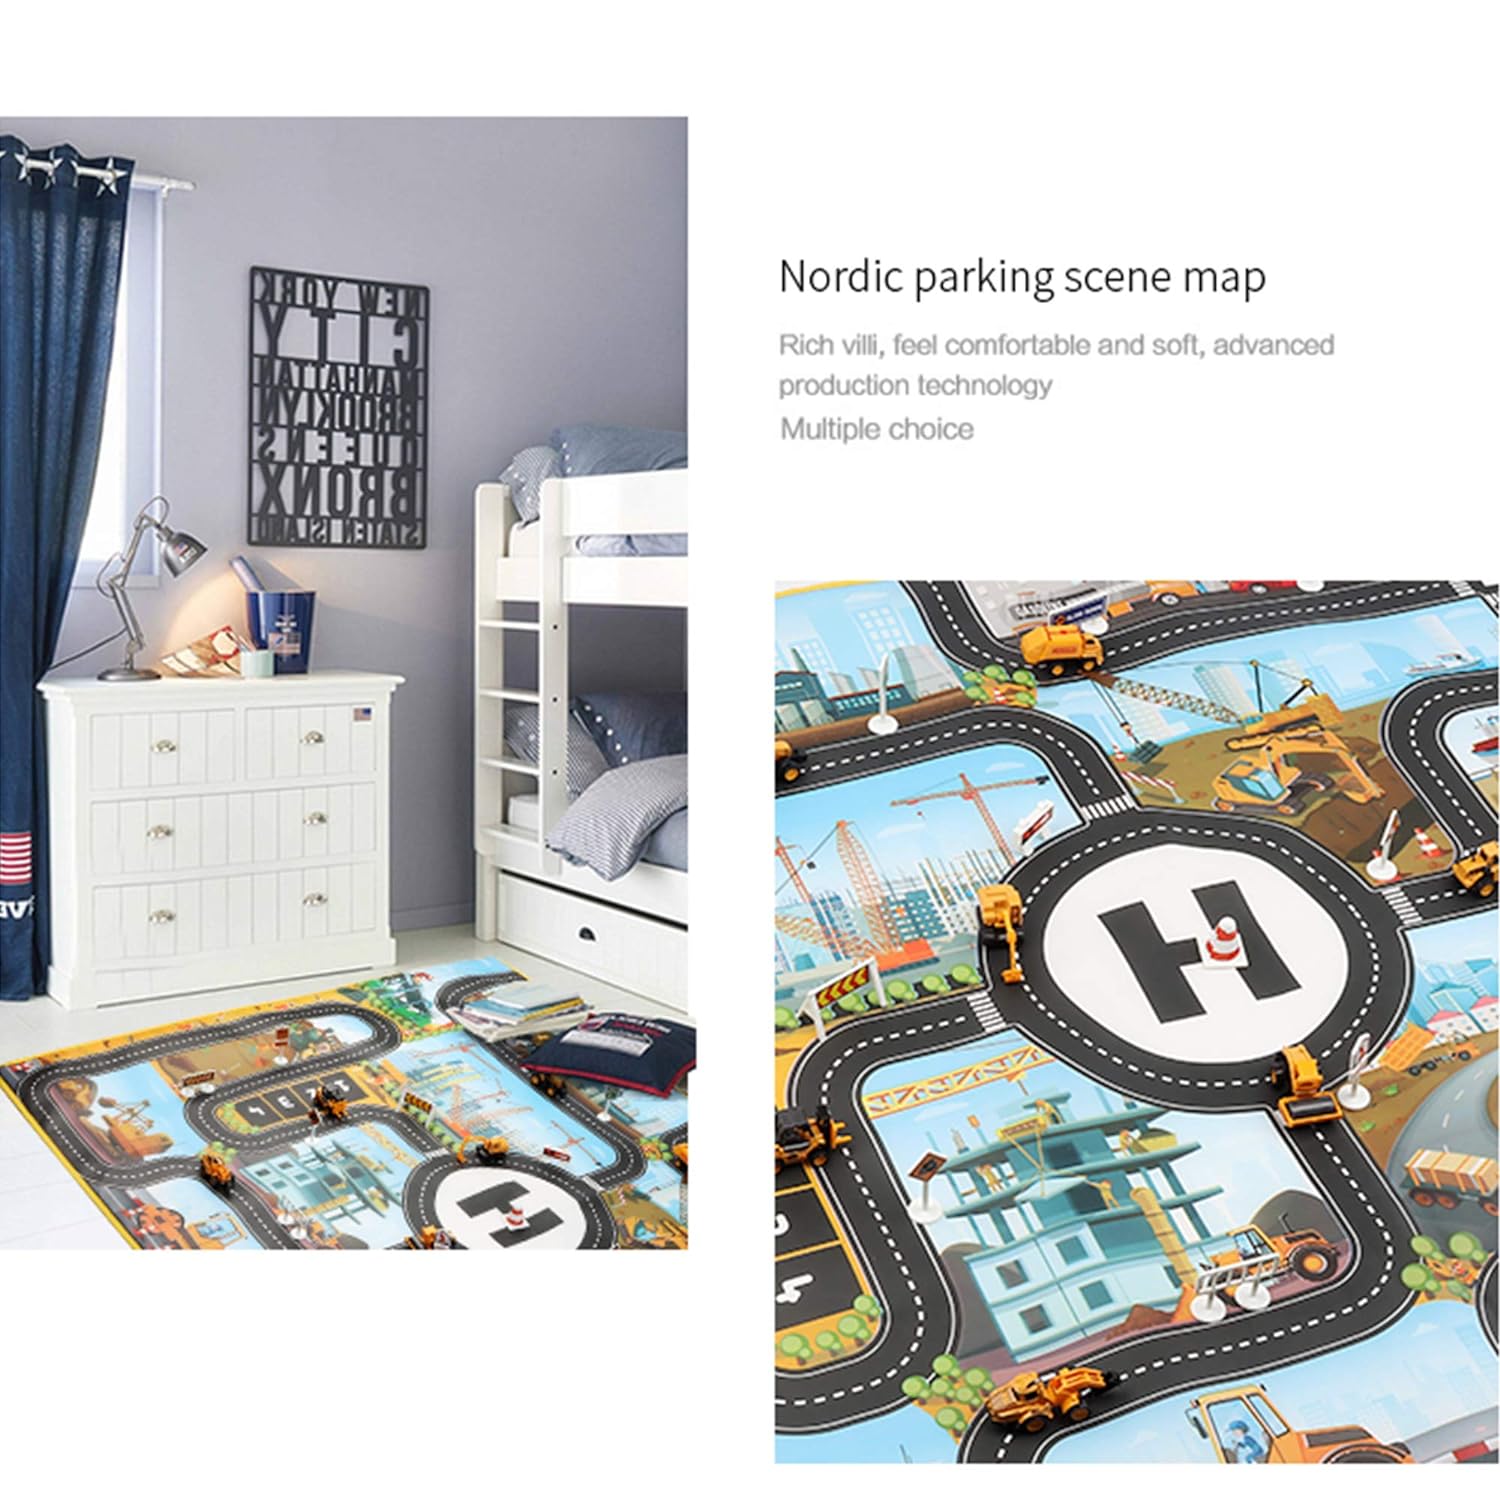 Nordic parking scene map
Rich villi, feel comfortable and soft, advanced
production technology
Multiple choice
NEW YORK
CITY
MANHATTAN
BROOKLYN
QUEENS
BRONX
STATEN ISLAND
H
H